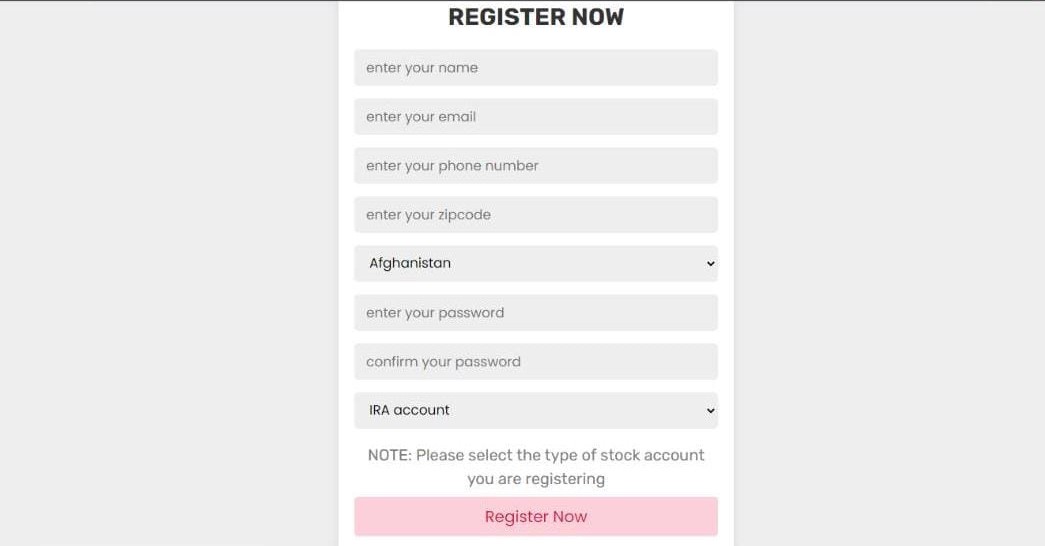 REGISTER NOW
enter your name
enter your email
enter your phone number
enter your zipcode
Afghanistan
enter your password
confirm your password
IRA account
NOTE: Please select the type of stock account
you are registering
Register Now